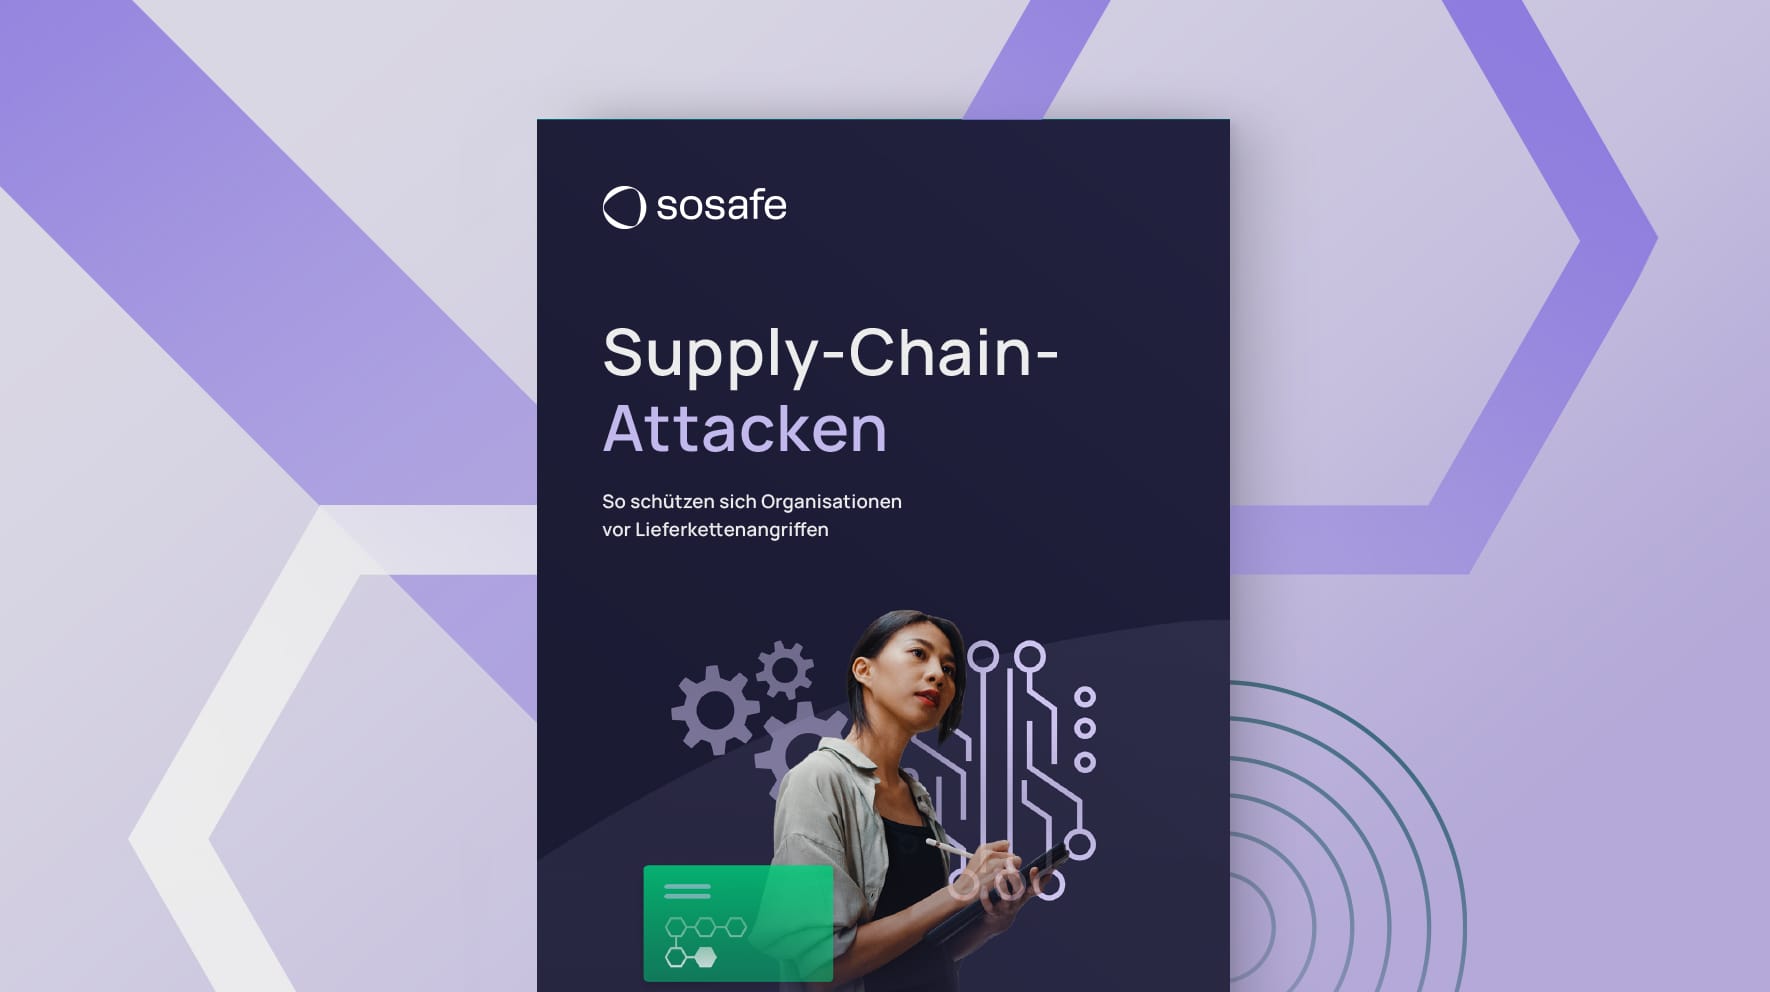 sosafe
Supply-Chain-
Attacken
So schützen sich Organisationen
vor Lieferkettenangriffen